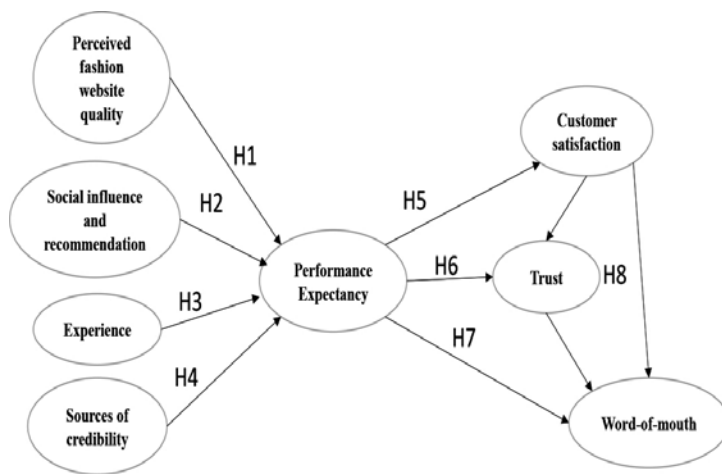 Perceived
fashion
website
quality
H1
Customer
satisfaction
Social influence
and
recommendation
H2
H5
Performance
Expectancy
H6
Trust
H8
Experience
H3
H7
H4
Sources of
credibility
Word-of-mouth